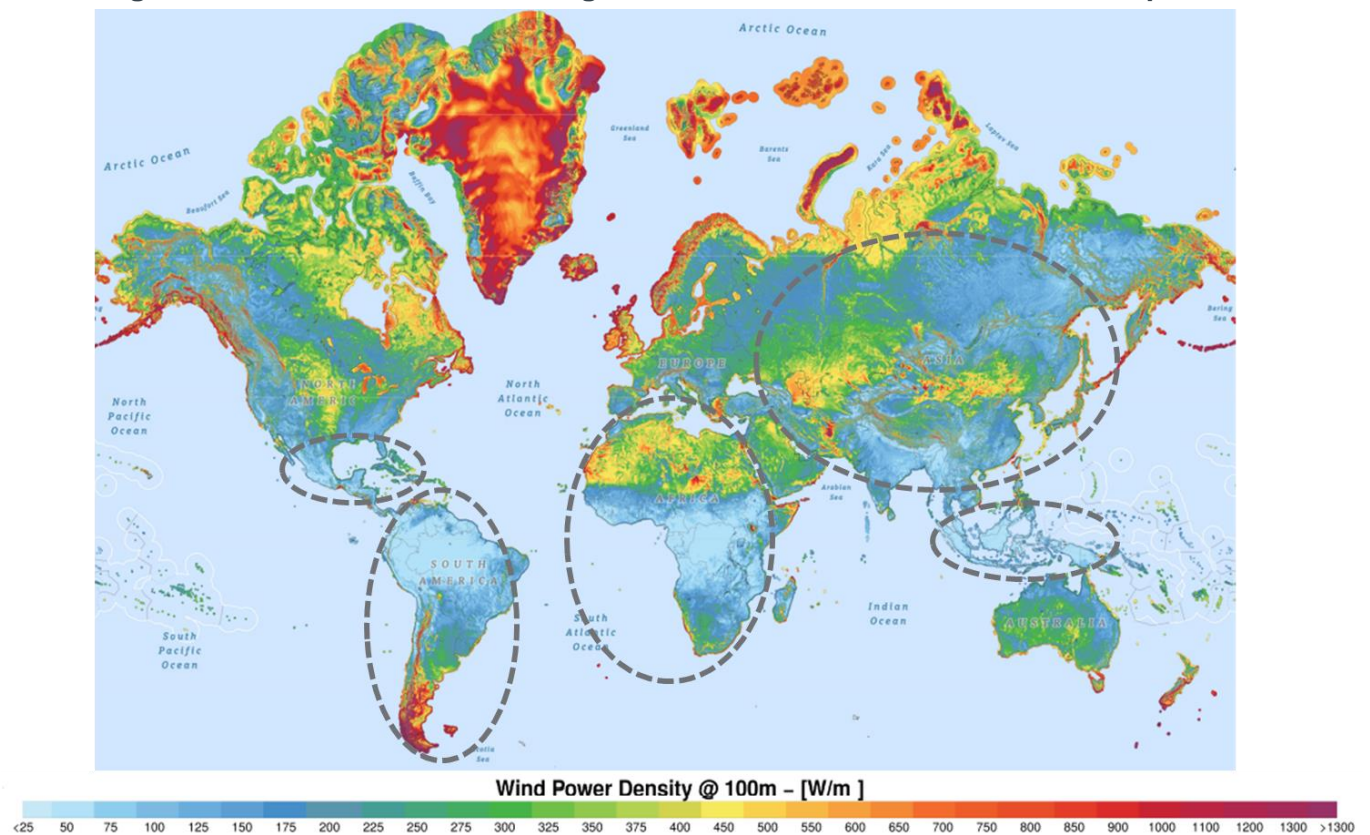 Arctic Ocean
Greenland
Sea
Barents
Sea
Kara Sea
Laptev Sea
Arctic Ocean
Beaufort Sea
Baffin Bay
Bering
Sea
NORTH
AMERIC
EUROPE
ASIA
North
Pacific
Ocean
North
Atlantic
Ocean
AFRICA
Arabian
Sea
SOUTH
AMERICA
South
Pacific
Ocean
South
Atlantic
Ocean
Indian
Ocean
AUSTRALIA
Scotia
Sea
Wind Power Density @ 100m – [W/m ]
<25 50 75 100 125 150 175 200 225 250 275 300 325 350 375 400 450 500 550 600 650 700 750 800 850 900 1000 1100 1200 1300 >1300